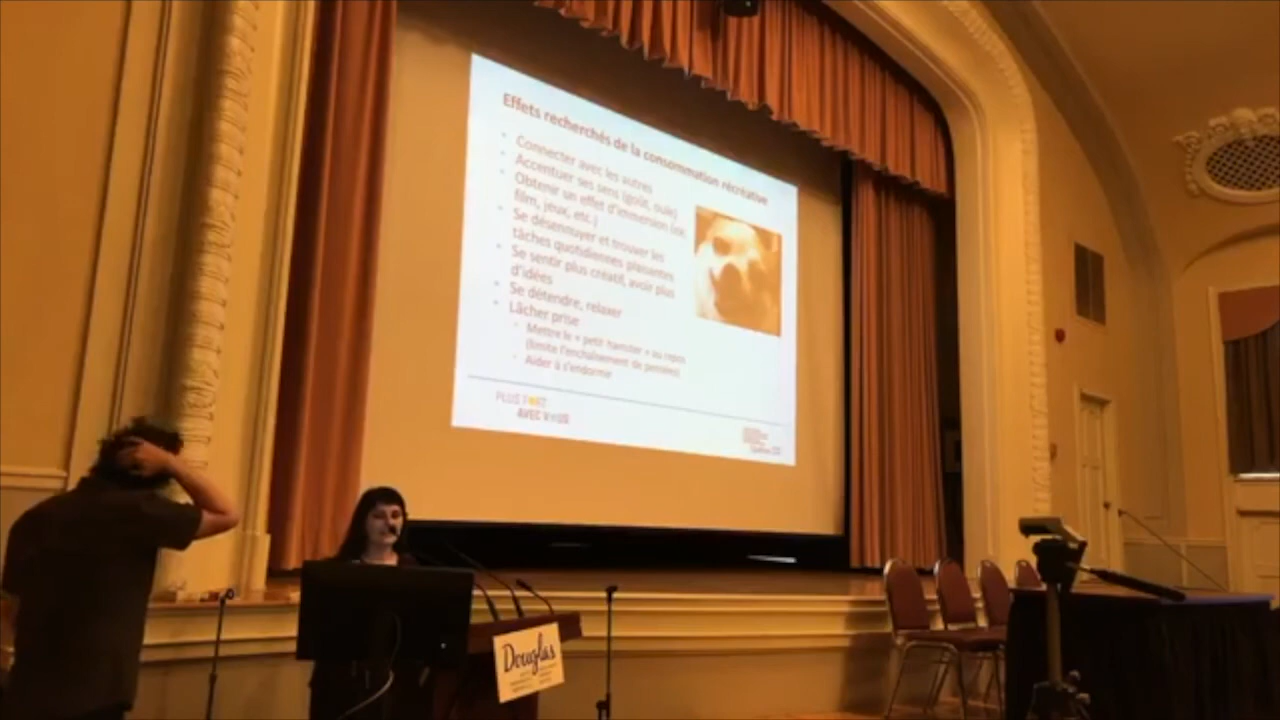 Effets recherchés de la consommation récréative
• Connecter avec les autres
• Accentuer ses sens (goût, ouïe)
• Obtenir un effet d'immersion (ex.
film, jeux, etc.)
• Se désennuyer et trouver les
tâches quotidiennes plaisantes
• Se sentir plus créatif, avoir plus
d'idées
• Se détendre, relaxer
• Lâcher prise
• Mettre le « petit hamster » au repos
(limite l'enchaînement de pensées)
• Aider à s'endormir
PLUS FORT
AVEC VOUS
Québec
Douglas